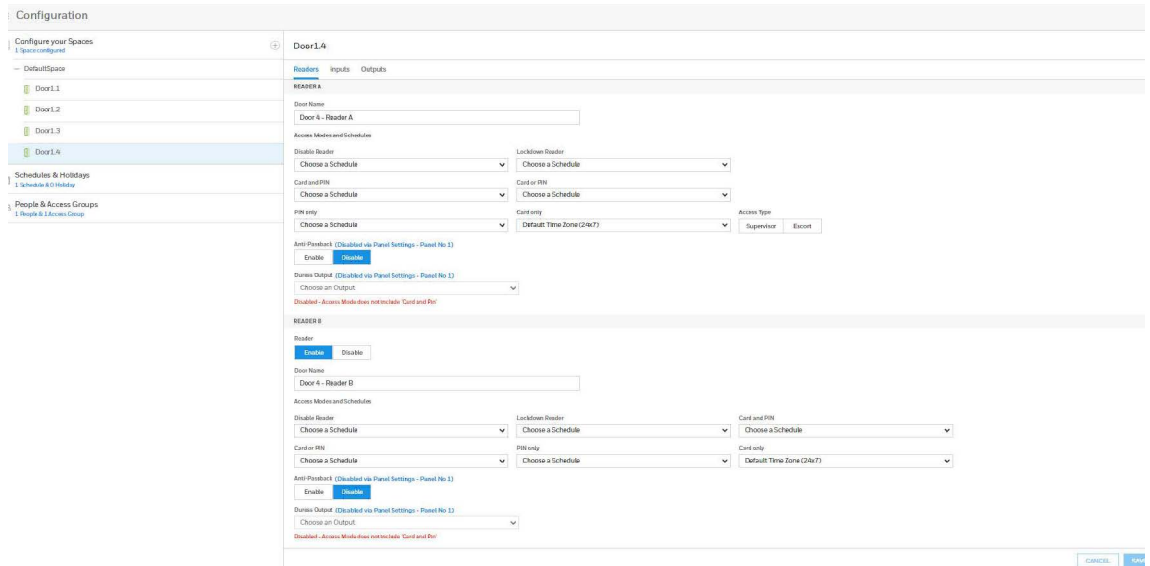 Configuration
Configure your Spaces
1 Space configured
DefaultSpace
Door1.1
Door1.2
Door1.3
Door1.4
Schedules & Holidays
1 Schedule & 0 Holiday
People & Access Groups
1 People & 1 Access Group
Door1.4
Readers Inputs Outputs
READER A
Door Name
Door 4 - Reader A
Access Modes and Schedules
Disable Reader Lockdown Reader
Choose a Schedule Choose a Schedule
Card and PIN Card or PIN
Choose a Schedule Choose a Schedule
PIN only Card only Access Type
Choose a Schedule Default Time Zone (24x7) Supervisor Escort
Anti-Passback (Disabled via Panel Settings - Panel No 1)
Enable Disable
Duress Output (Disabled via Panel Settings - Panel No 1)
Choose an Output
Disabled - Access Mode does not include 'Card and Pin'
READER B
Reader
Enable Disable
Door Name
Door 4 - Reader B
Access Modes and Schedules
Disable Reader Lockdown Reader Card and PIN
Choose a Schedule Choose a Schedule Choose a Schedule
Card or PIN PIN only Card only
Choose a Schedule Choose a Schedule Default Time Zone (24x7)
Anti-Passback (Disabled via Panel Settings - Panel No 1)
Enable Disable
Duress Output (Disabled via Panel Settings - Panel No 1)
Choose an Output
Disabled - Access Mode does not include 'Card and Pin'
CANCEL